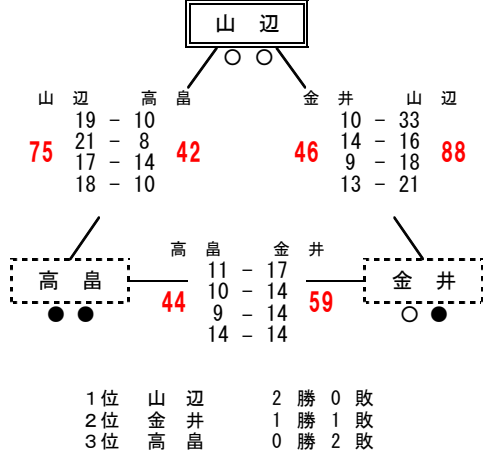 山 辺
○ ○
山 辺 高 畠
19 - 10
75 21 - 8 42
17 - 14
18 - 10
金 井 山 辺
10 - 33
46 14 - 16 88
9 - 18
13 - 21
高 畠 金 井
11 - 17
44 10 - 14 59
9 - 14
14 - 14
高 畠
● ●
金 井
○ ●
1位 山 辺 2 勝 0 敗
2位 金 井 1 勝 1 敗
3位 高 畠 0 勝 2 敗